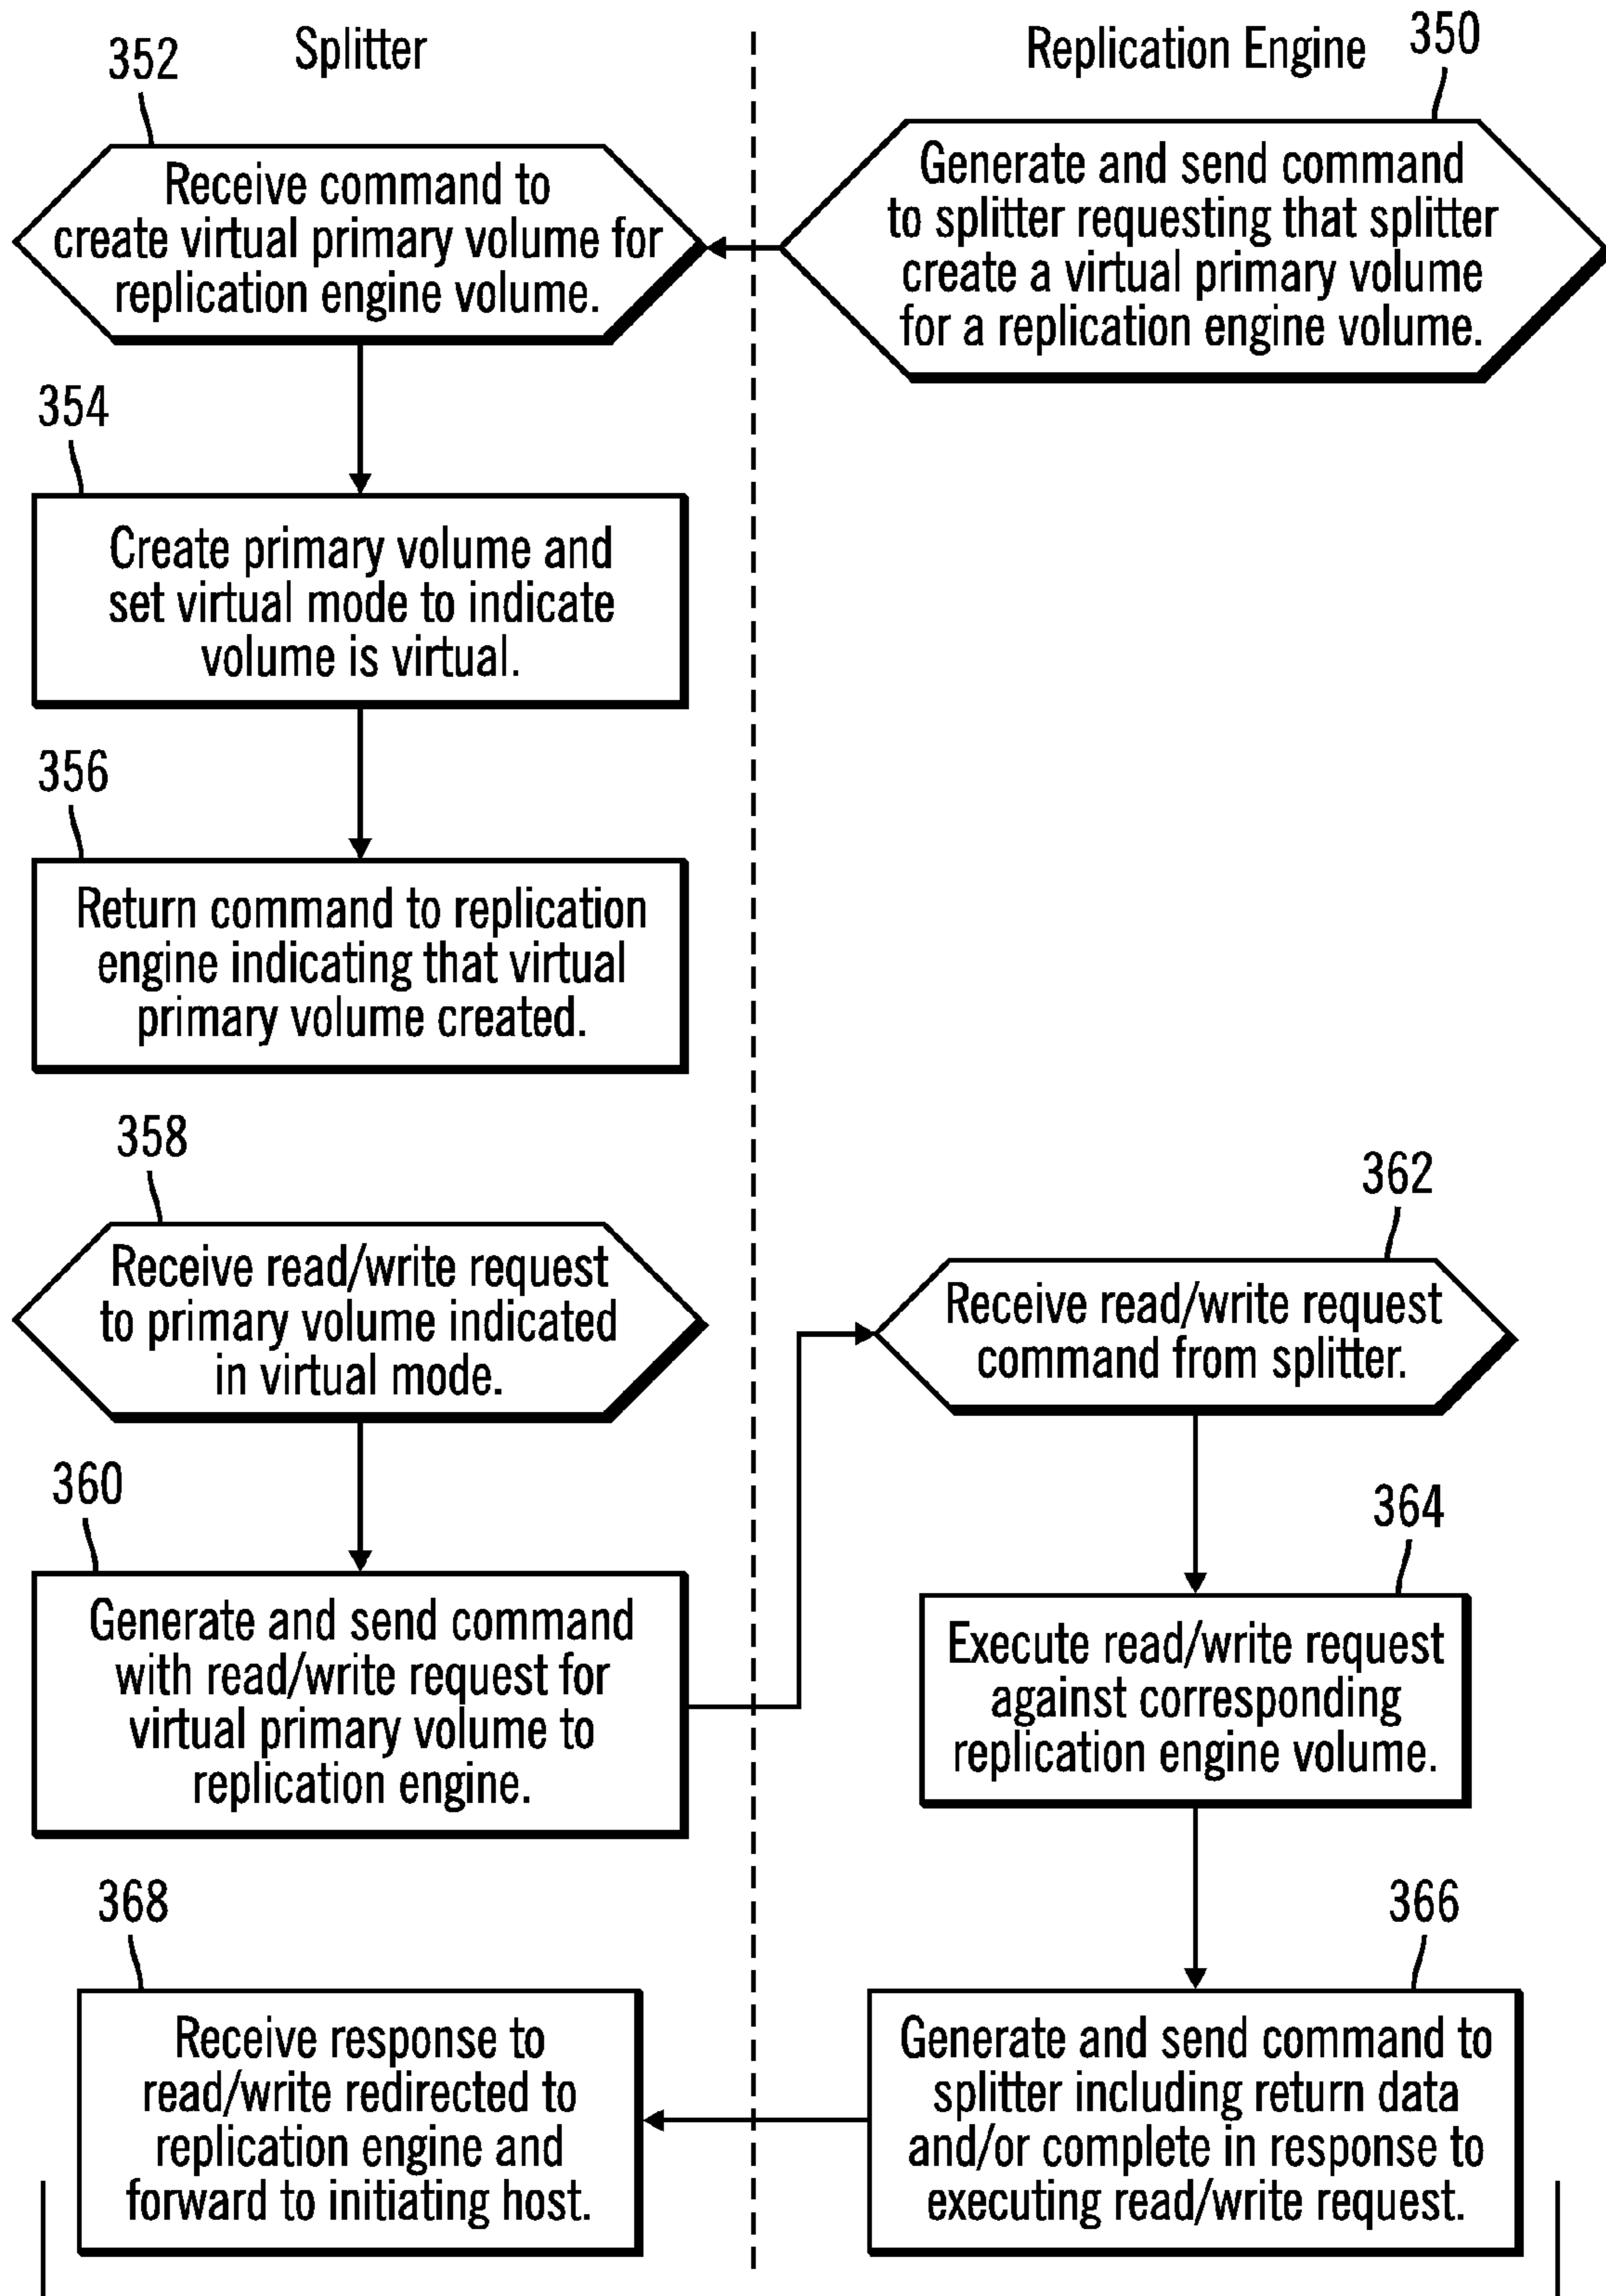 Splitter
Replication Engine
352
350
Receive command to
create virtual primary volume for
replication engine volume.
Generate and send command
to splitter requesting that splitter
create a virtual primary volume
for a replication engine volume.
354
Create primary volume and
set virtual mode to indicate
volume is virtual.
356
Return command to replication
engine indicating that virtual
primary volume created.
358
Receive read/write request
to primary volume indicated
in virtual mode.
360
Generate and send command
with read/write request for
virtual primary volume to
replication engine.
362
Receive read/write request
command from splitter.
364
Execute read/write request
against corresponding
replication engine volume.
366
Generate and send command to
splitter including return data
and/or complete in response to
executing read/write request.
368
Receive response to
read/write redirected to
replication engine and
forward to initiating host.